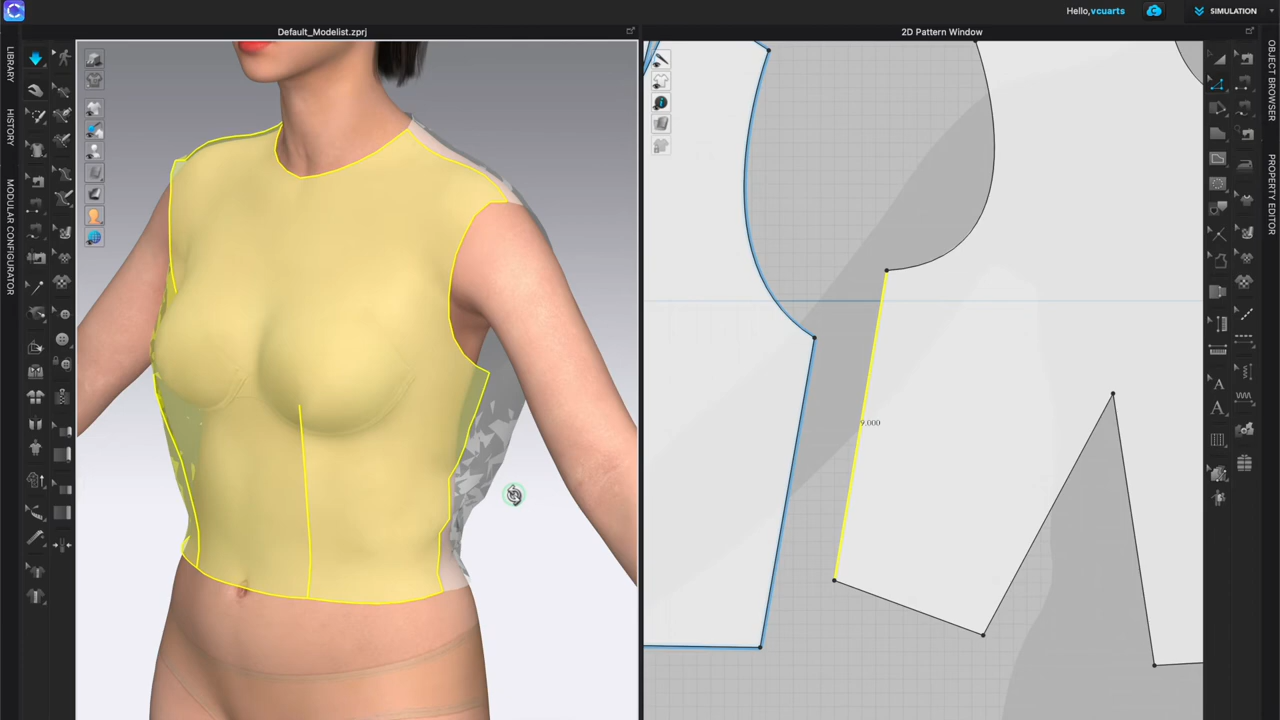 Hello,vcuarts
SIMULATION
Default_Modelist.zprj
2D Pattern Window
LIBRARY
HISTORY
MODULAR CONFIGURATOR
OBJECT BROWSER
PROPERTY EDITOR
9.000
A
A